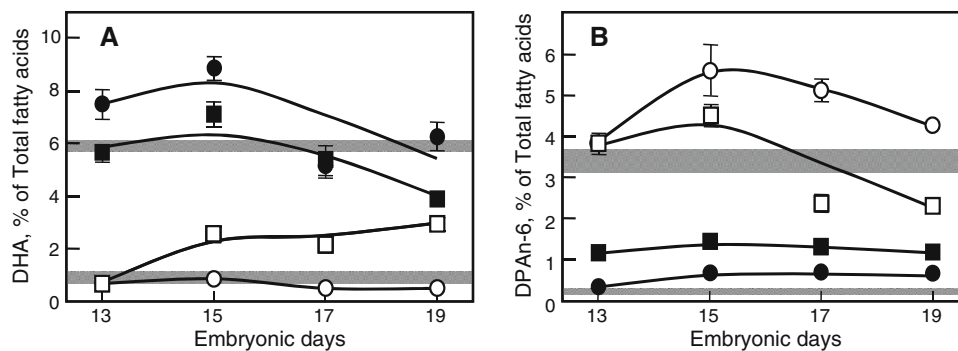 A
DHA, % of Total fatty acids
10
8
6
4
2
0
13 15 17 19
Embryonic days
B
DPAn-6, % of Total fatty acids
6
5
4
3
2
1
0
13 15 17 19
Embryonic days